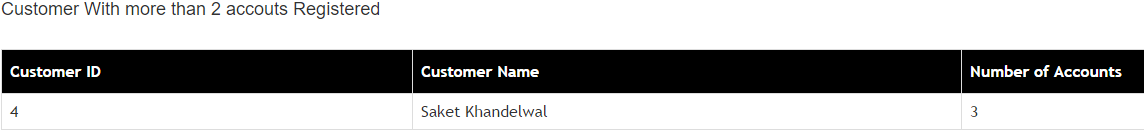 Customer With more than 2 accouts Registered
Customer ID Customer Name Number of Accounts
4 Saket Khandelwal 3